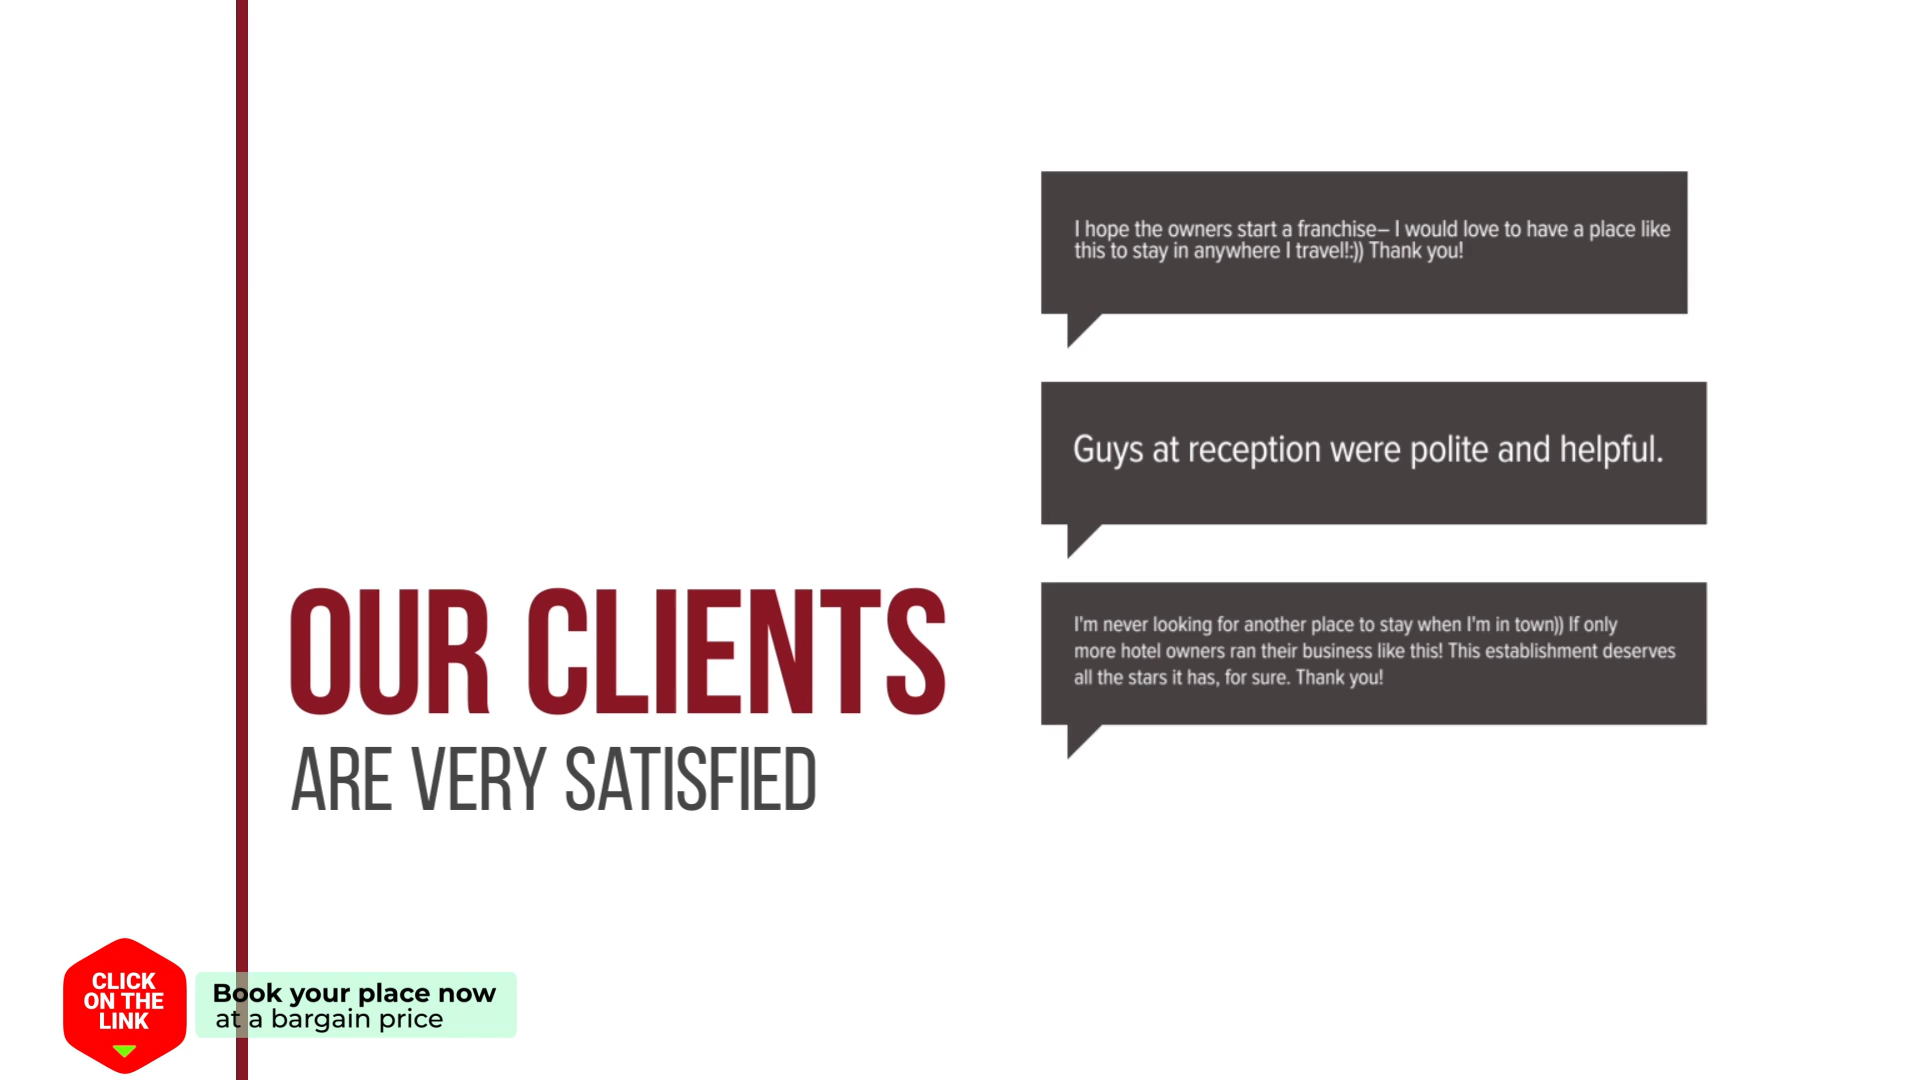 I hope the owners start a franchise– I would love to have a place like
this to stay in anywhere I travel!:)) Thank you!
Guys at reception were polite and helpful.
I'm never looking for another place to stay when I'm in town)) If only
more hotel owners ran their business like this! This establishment deserves
all the stars it has, for sure. Thank you!
OUR CLIENTS
ARE VERY SATISFIED
CLICK
ON THE
LINK
Book your place now
at a bargain price